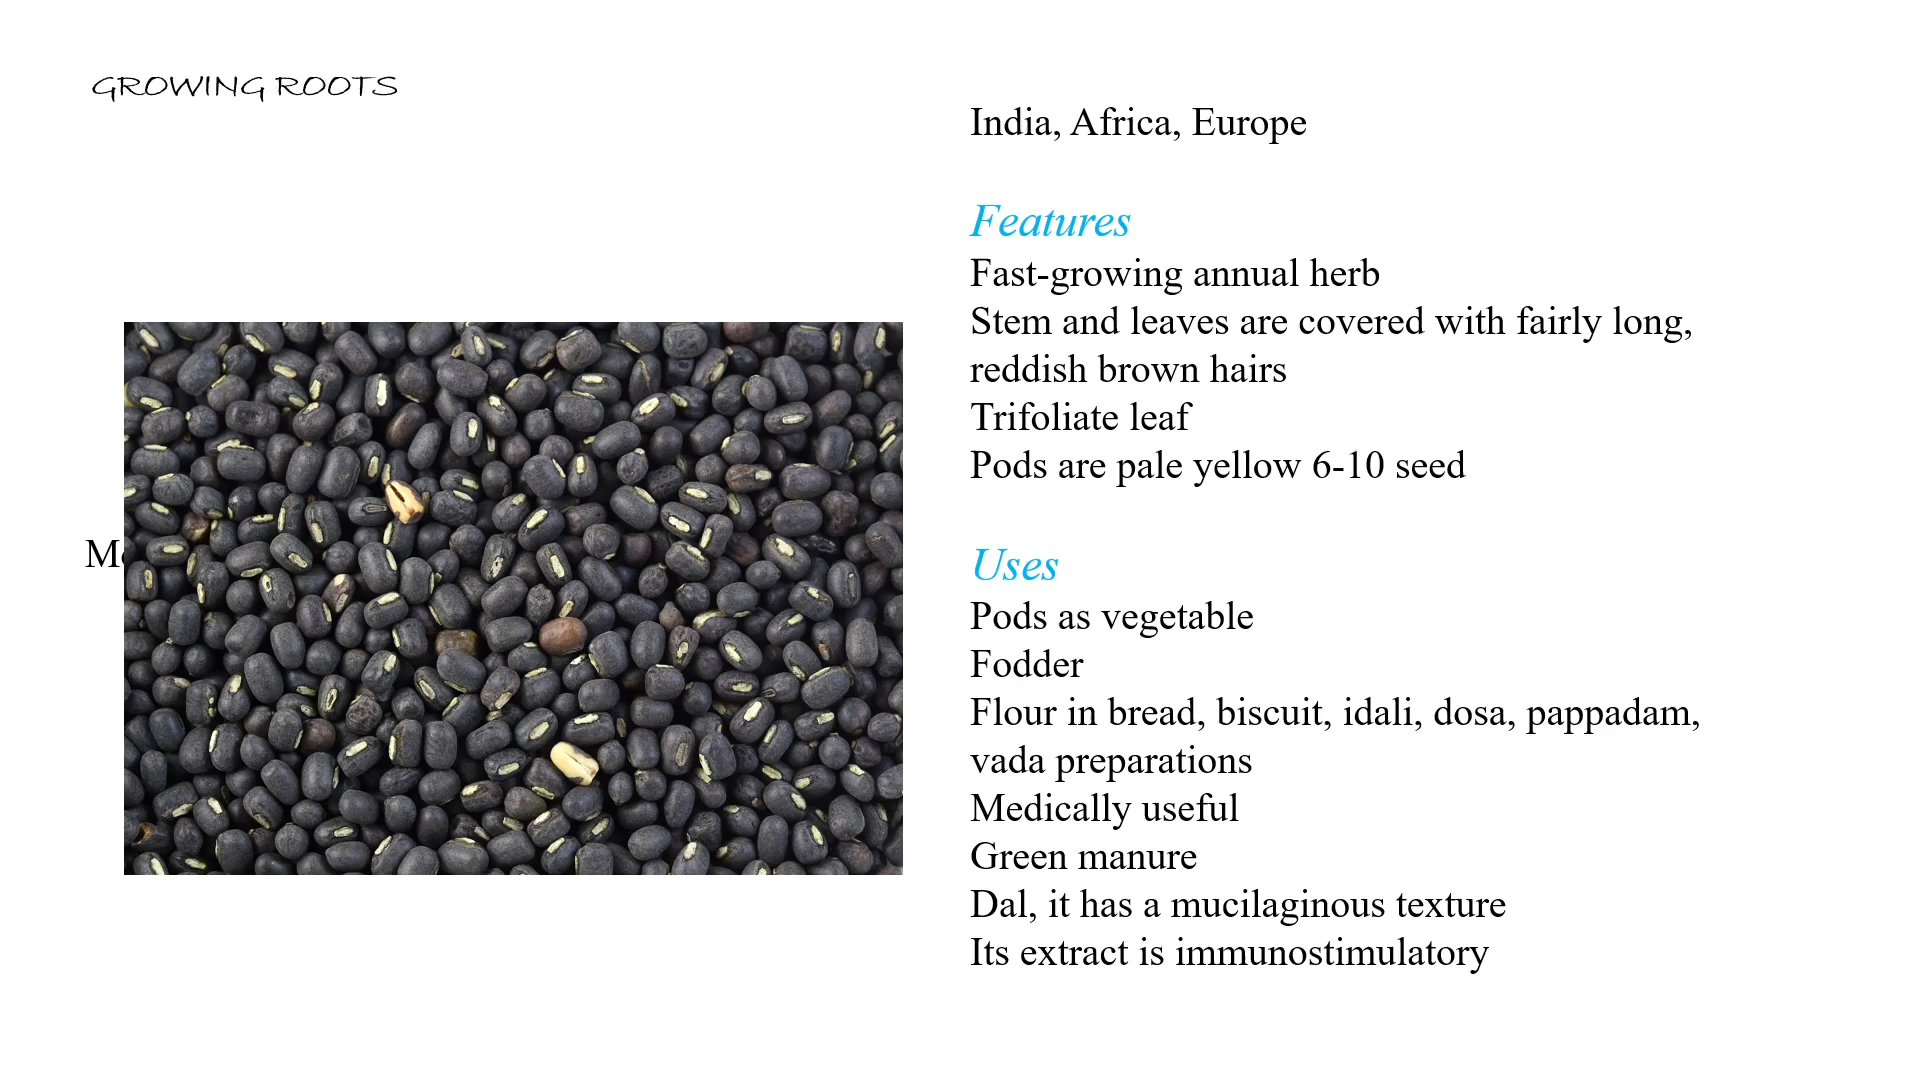 GROWING ROOTS
India, Africa, Europe
Features
Fast-growing annual herb
Stem and leaves are covered with fairly long,
reddish brown hairs
Trifoliate leaf
Pods are pale yellow 6-10 seed
Uses
Pods as vegetable
Fodder
Flour in bread, biscuit, idali, dosa, pappadam,
vada preparations
Medically useful
Green manure
Dal, it has a mucilaginous texture
Its extract is immunostimulatory